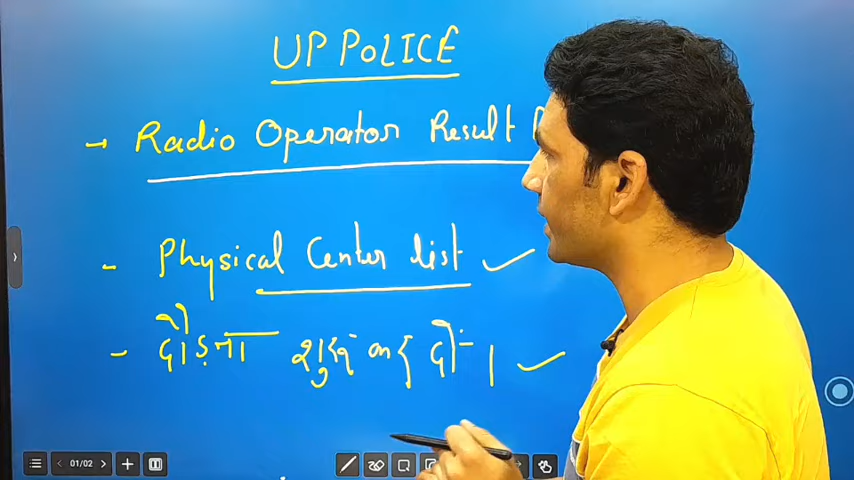 UP POLICE
→ Radio Operator Result
- Physical Center list ✓
- दौड़ना शुरू कर दें । ✓
01/02